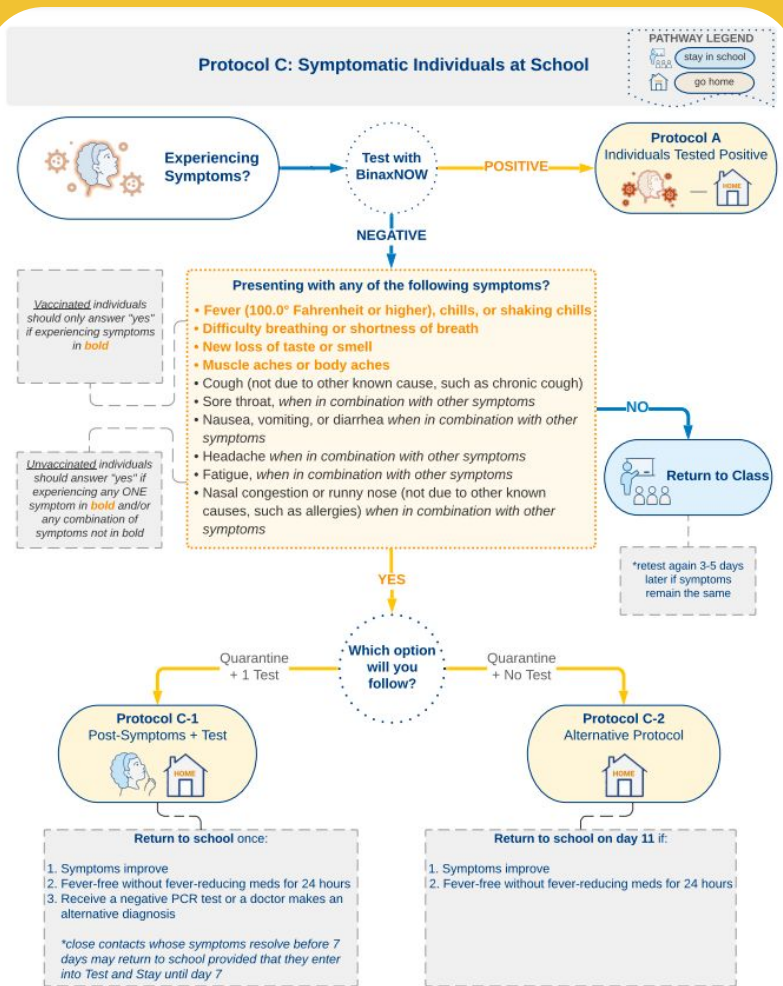 Protocol C: Symptomatic Individuals at School
PATHWAY LEGEND
stay in school
go home
Experiencing
Symptoms?
Test with
BinaxNOW
POSITIVE
Protocol A
Individuals Tested Positive
HOME
NEGATIVE
Vaccinated individuals
should only answer "yes"
if experiencing symptoms
in bold
Unvaccinated individuals
should answer "yes" if
experiencing any ONE
symptom in bold and/or
any combination of
symptoms not in bold
Presenting with any of the following symptoms?
• Fever (100.0° Fahrenheit or higher), chills, or shaking chills
• Difficulty breathing or shortness of breath
• New loss of taste or smell
• Muscle aches or body aches
• Cough (not due to other known cause, such as chronic cough)
• Sore throat, when in combination with other symptoms
• Nausea, vomiting, or diarrhea when in combination with other
symptoms
• Headache when in combination with other symptoms
• Fatigue, when in combination with other symptoms
• Nasal congestion or runny nose (not due to other known
causes, such as allergies) when in combination with other
symptoms
NO
Return to Class
*retest again 3-5 days
later if symptoms
remain the same
YES
Which option
will you
follow?
Quarantine
+ 1 Test
Quarantine
+ No Test
Protocol C-1
Post-Symptoms + Test
HOME
Protocol C-2
Alternative Protocol
HOME
Return to school once:
1. Symptoms improve
2. Fever-free without fever-reducing meds for 24 hours
3. Receive a negative PCR test or a doctor makes an
alternative diagnosis
*close contacts whose symptoms resolve before 7
days may return to school provided that they enter
into Test and Stay until day 7
Return to school on day 11 if:
1. Symptoms improve
2. Fever-free without fever-reducing meds for 24 hours